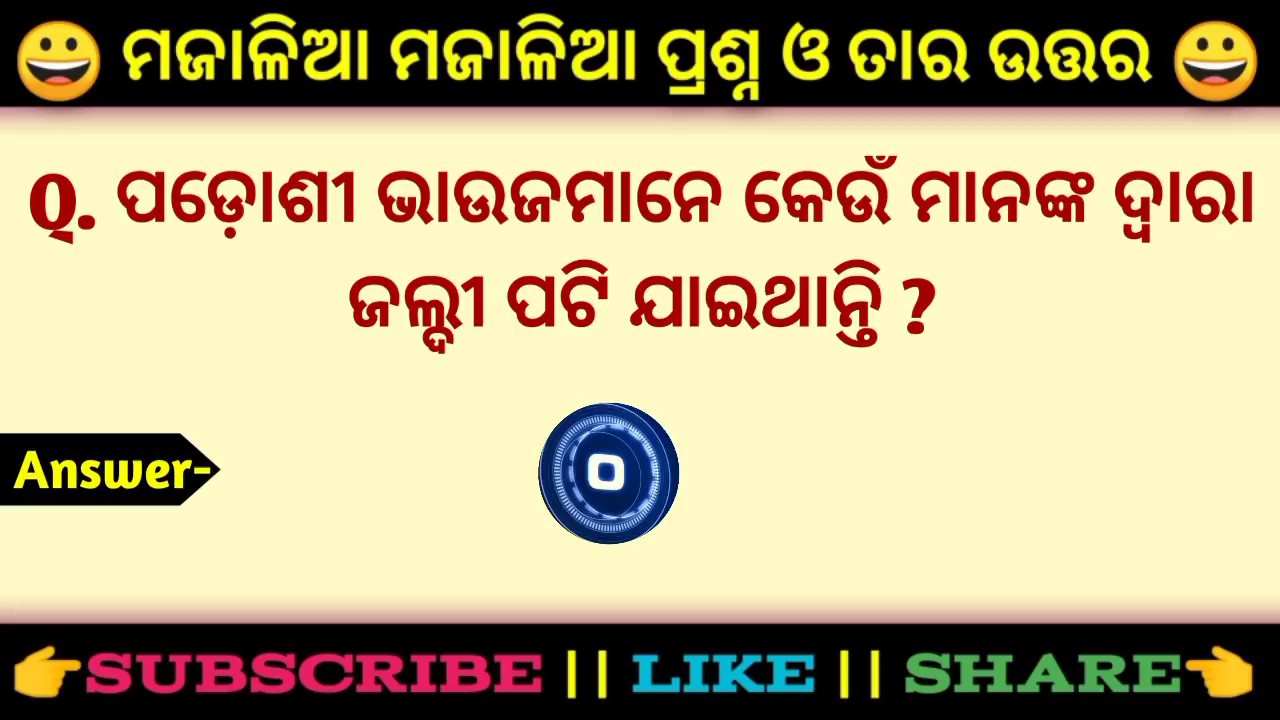 😀 ମଜାଳିଆ ମଜାଳିଆ ପ୍ରଶ୍ନ ଓ ତାର ଉତ୍ତର 😀
Q. ପଡ଼ୋଶୀ ଭାଉଜମାନେ କେଉଁ ମାନଙ୍କ ଦ୍ୱାରା
ଜଲ୍ଦୀ ପଟି ଯାଇଥାନ୍ତି ?
0
Answer-
👉SUBSCRIBE || LIKE || SHARE👈